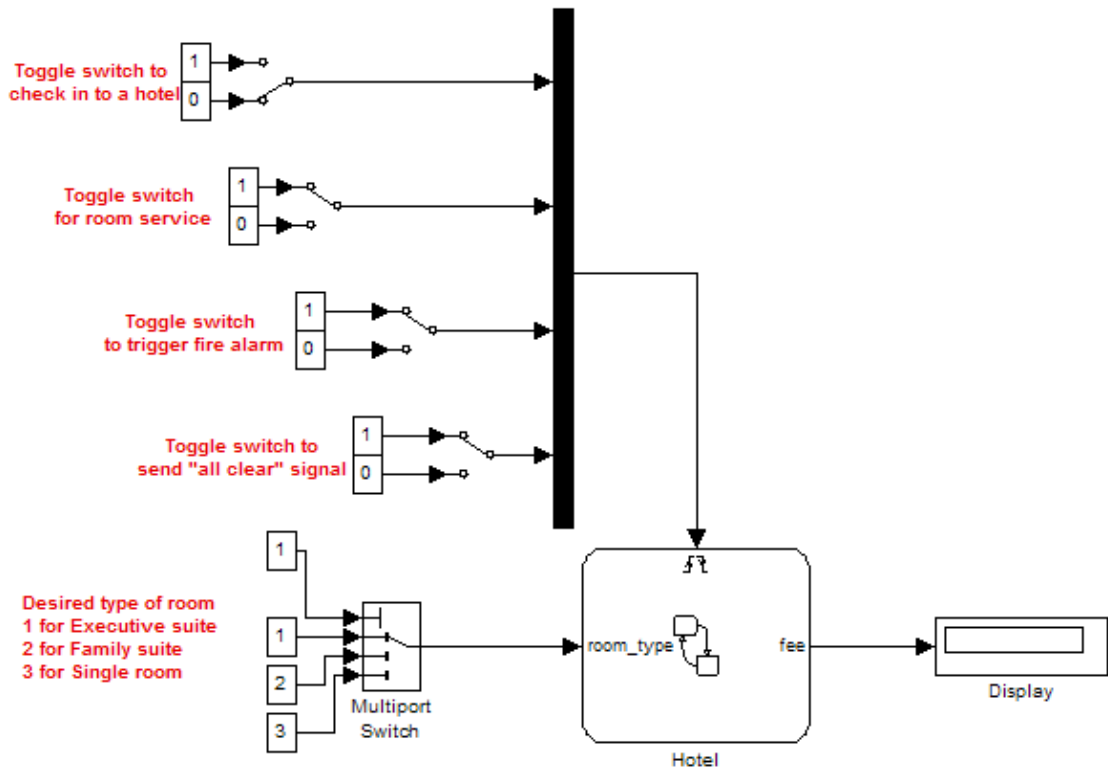 Toggle switch to
check in to a hotel
1
0
Toggle switch
for room service
1
0
Toggle switch
to trigger fire alarm
1
0
Toggle switch to
send "all clear" signal
1
0
Desired type of room
1 for Executive suite
2 for Family suite
3 for Single room
1
1
2
3
Multiport
Switch
room_type
fee
Hotel
Display